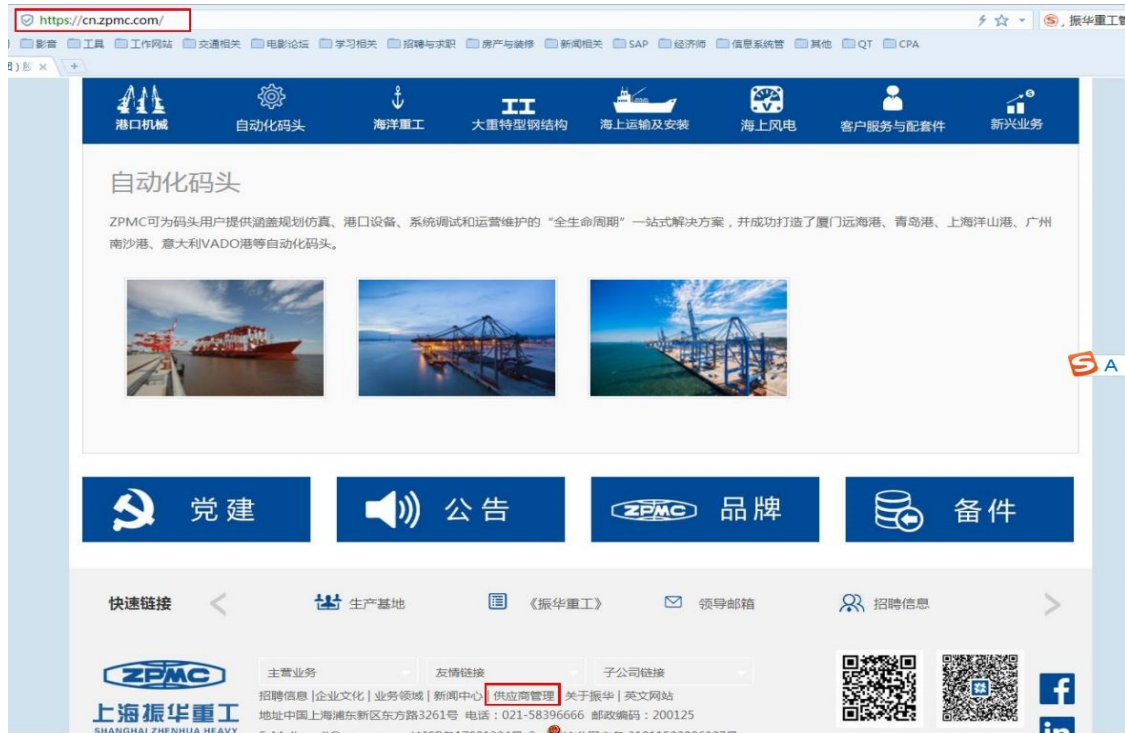 https://cn.zpmc.com/
振华重工
影音 工具 工作网站 交通相关 电影论坛 学习相关 招聘与求职 房产与装修 新闻相关 SAP 经济师 信息系统管 其他 QT CPA
港口机械 自动化码头 海洋重工 大重特型钢结构 海上运输及安装 海上风电 客户服务与配套件 新兴业务
自动化码头
ZPMC可为码头用户提供涵盖规划仿真、港口设备、系统调试和运营维护的“全生命周期”一站式解决方案，并成功打造了厦门远海港、青岛港、上海洋山港、广州
南沙港、意大利VADO港等自动化码头。
A
党建 公告 ZPMC 品牌 备件
快速链接 生产基地 《振华重工》 领导邮箱 招聘信息
ZPMC
主营业务 友情链接 子公司链接
招聘信息 |企业文化 | 业务领域 | 新闻中心 | 供应商管理 关于振华 | 英文网站
上海振华重工
地址中国上海浦东新区东方路3261号 电话：021-58396666 邮政编码：200125
SHANGHAI ZHENHUA HEAVY